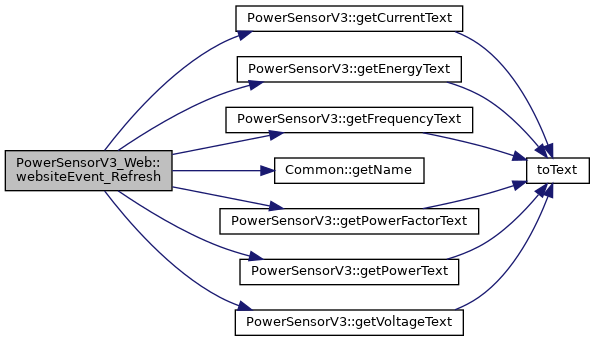 PowerSensorV3::getCurrentText
PowerSensorV3::getEnergyText
PowerSensorV3::getFrequencyText
PowerSensorV3_Web::
websiteEvent_Refresh
Common::getName
toText
PowerSensorV3::getPowerFactorText
PowerSensorV3::getPowerText
PowerSensorV3::getVoltageText